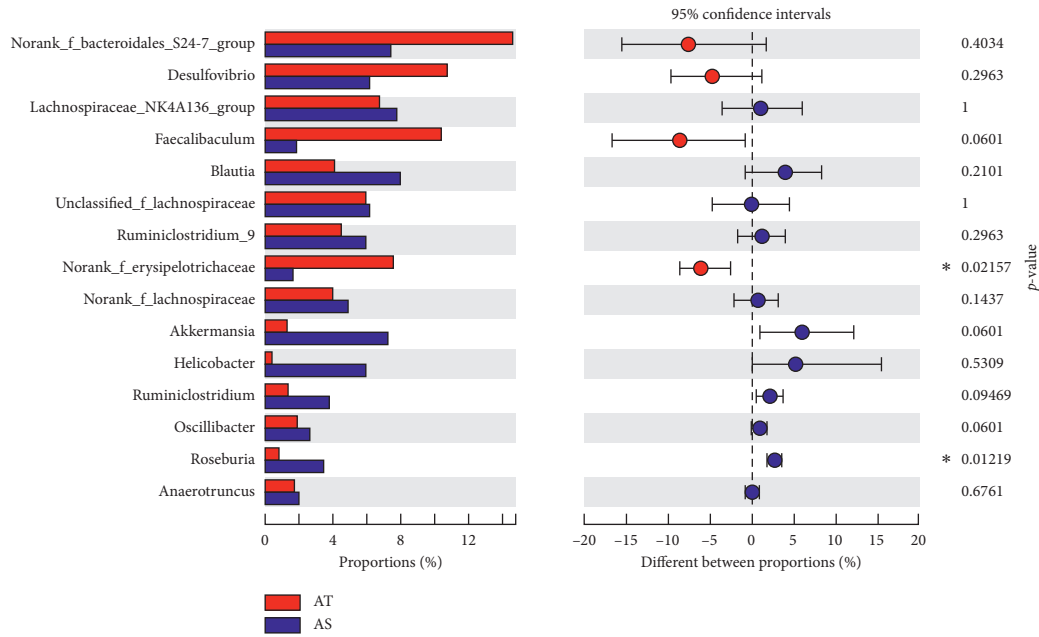 95% confidence intervals
Norank_f_bacteroidales_S24-7_group 0.4034
Desulfovibrio 0.2963
Lachnospiraceae_NK4A136_group 1
Faecalibaculum 0.0601
Blautia 0.2101
Unclassified_f_lachnospiraceae 1
Ruminiclostridium_9 0.2963
Norank_f_erysipelotrichaceae * 0.02157
Norank_f_lachnospiraceae 0.1437
Akkermansia 0.0601
Helicobacter 0.5309
Ruminiclostridium 0.09469
Oscillibacter 0.0601
Roseburia * 0.01219
Anaerotruncus 0.6761
p-value
0 4 8 12 −20 −15 −10 −5 0 5 10 15 20
Proportions (%) Different between proportions (%)
AT
AS